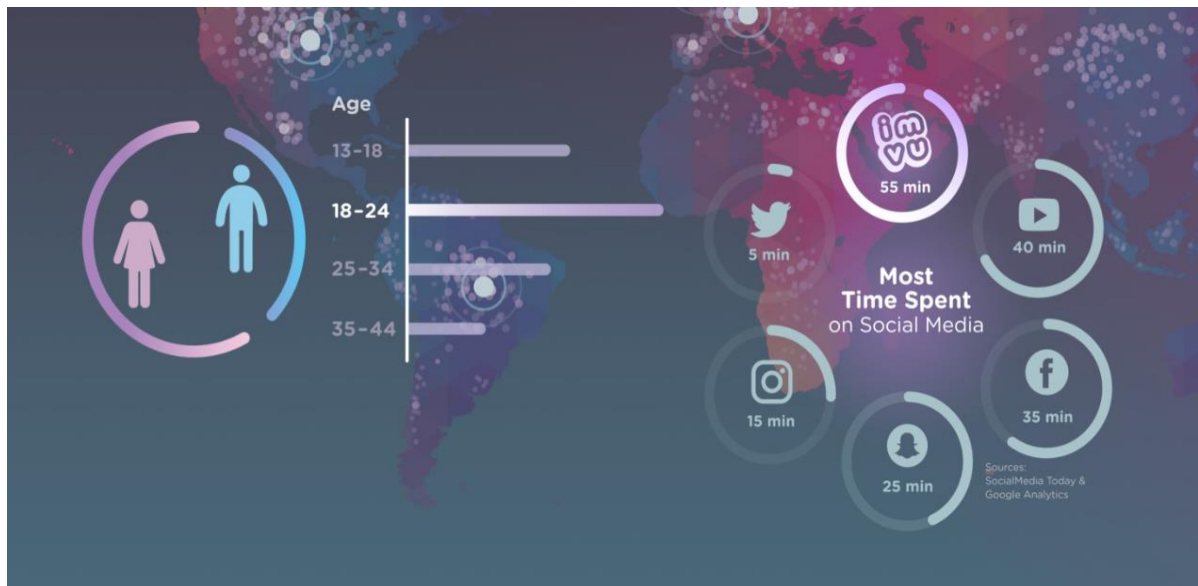 Age
13-18
18-24
25-34
35-44
imvu
55 min
40 min
35 min
25 min
15 min
5 min
Most
Time Spent
on Social Media
Sources:
SocialMedia Today &
Google Analytics